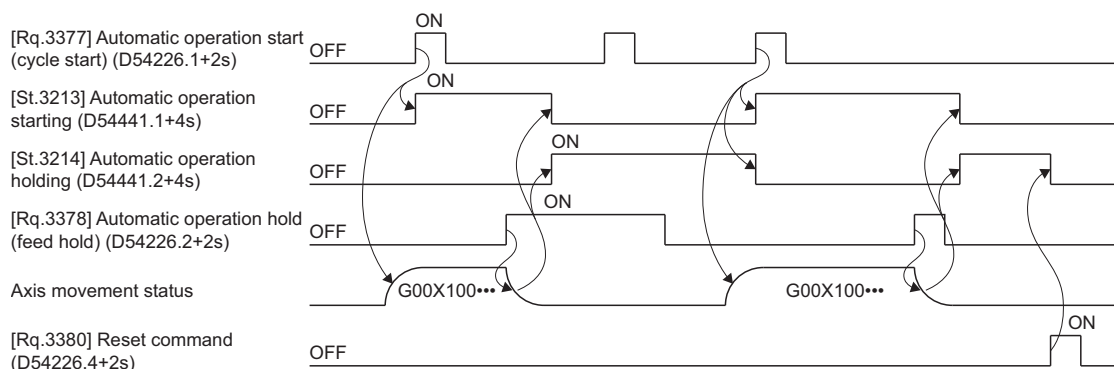 ON
[Rq.3377] Automatic operation start
(cycle start) (D54226.1+2s)
OFF
ON
[St.3213] Automatic operation
starting (D54441.1+4s)
OFF
ON
[St.3214] Automatic operation
holding (D54441.2+4s)
OFF
ON
[Rq.3378] Automatic operation hold
(feed hold) (D54226.2+2s)
OFF
Axis movement status
G00X100•••
G00X100•••
ON
[Rq.3380] Reset command
(D54226.4+2s)
OFF